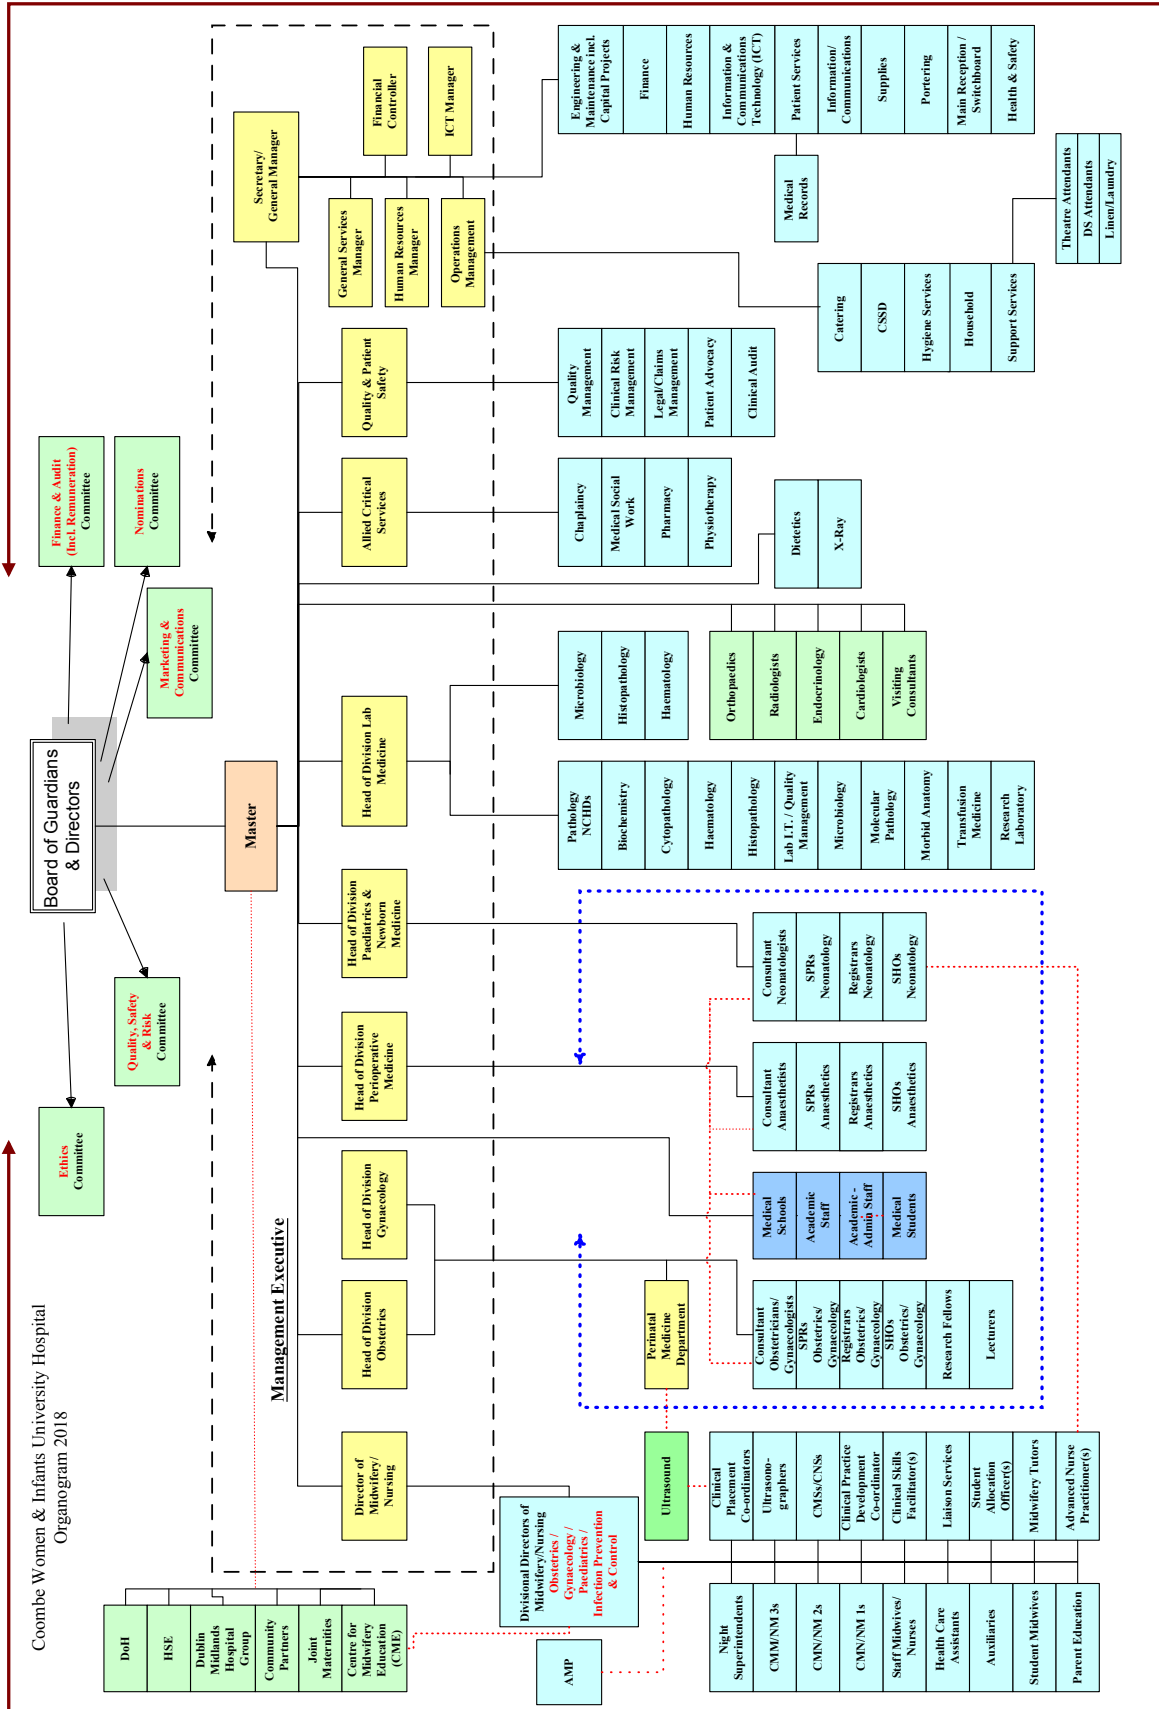 Coombe Women & Infants University Hospital
Organogram 2018
Board of Guardians
& Directors
Ethics
Committee
Quality, Safety
& Risk
Committee
Marketing &
Communications
Committee
Finance & Audit
(Incl. Remuneration)
Committee
Nominations
Committee
Master
DoH
HSE
Dublin
Midlands
Hospital
Group
Community
Partners
Joint
Maternities
Centre for
Midwifery
Education
(CME)
Management Executive
Secretary/
General Manager
Financial
Controller
ICT Manager
General Services
Manager
Human Resources
Manager
Operations
Management
Director of
Midwifery/
Nursing
Head of Division
Obstetrics
Head of Division
Gynaecology
Head of Division
Perioperative
Medicine
Head of Division
Paediatrics &
Newborn
Medicine
Head of Division Lab
Medicine
Allied Critical
Services
Quality & Patient
Safety
AMP
Divisional Directors of
Midwifery/Nursing
Obstetrics /
Gynaecology /
Paediatrics /
Infection Prevention
& Control
Ultrasound
Perinatal
Medicine
Department
Night
Superintendents
CMM/NM 3s
CMN/NM 2s
CMN/NM 1s
Staff Midwives/
Nurses
Health Care
Assistants
Auxiliaries
Student Midwives
Parent Education
Clinical
Placement
Co-ordinators
Ultrasono-
graphers
CMSs/CNSs
Clinical Practice
Development
Co-ordinator
Clinical Skills
Facilitator(s)
Liaison Services
Student
Allocation
Officer(s)
Midwifery Tutors
Advanced Nurse
Practitioner(s)
Consultant
Obstetricians/
Gynaecologists
SPRs
Obstetrics/
Gynaecology
Registrars
Obstetrics/
Gynaecology
SHOs
Obstetrics/
Gynaecology
Research Fellows
Lecturers
Medical
Schools
Academic
Staff
Academic -
Admin Staff
Medical
Students
Consultant
Anaesthetists
SPRs
Anaesthetics
Registrars
Anaesthetics
SHOs
Anaesthetics
Consultant
Neonatologists
SPRs
Neonatology
Registrars
Neonatology
SHOs
Neonatology
Pathology
NCHDs
Biochemistry
Cytopathology
Haematology
Histopathology
Lab I.T. / Quality
Management
Microbiology
Molecular
Pathology
Morbid Anatomy
Transfusion
Medicine
Research
Laboratory
Microbiology
Histopathology
Haematology
Orthopaedics
Radiologists
Endocrinology
Cardiologists
Visiting
Consultants
Chaplaincy
Medical Social
Work
Pharmacy
Physiotherapy
Dietetics
X-Ray
Quality
Management
Clinical Risk
Management
Legal/Claims
Management
Patient Advocacy
Clinical Audit
Engineering &
Maintenance incl.
Capital Projects
Finance
Human Resources
Information &
Communications
Technology (ICT)
Patient Services
Information/
Communications
Supplies
Portering
Main Reception /
Switchboard
Health & Safety
Medical
Records
Catering
CSSD
Hygiene Services
Household
Support Services
Theatre Attendants
DS Attendants
Linen/Laundry